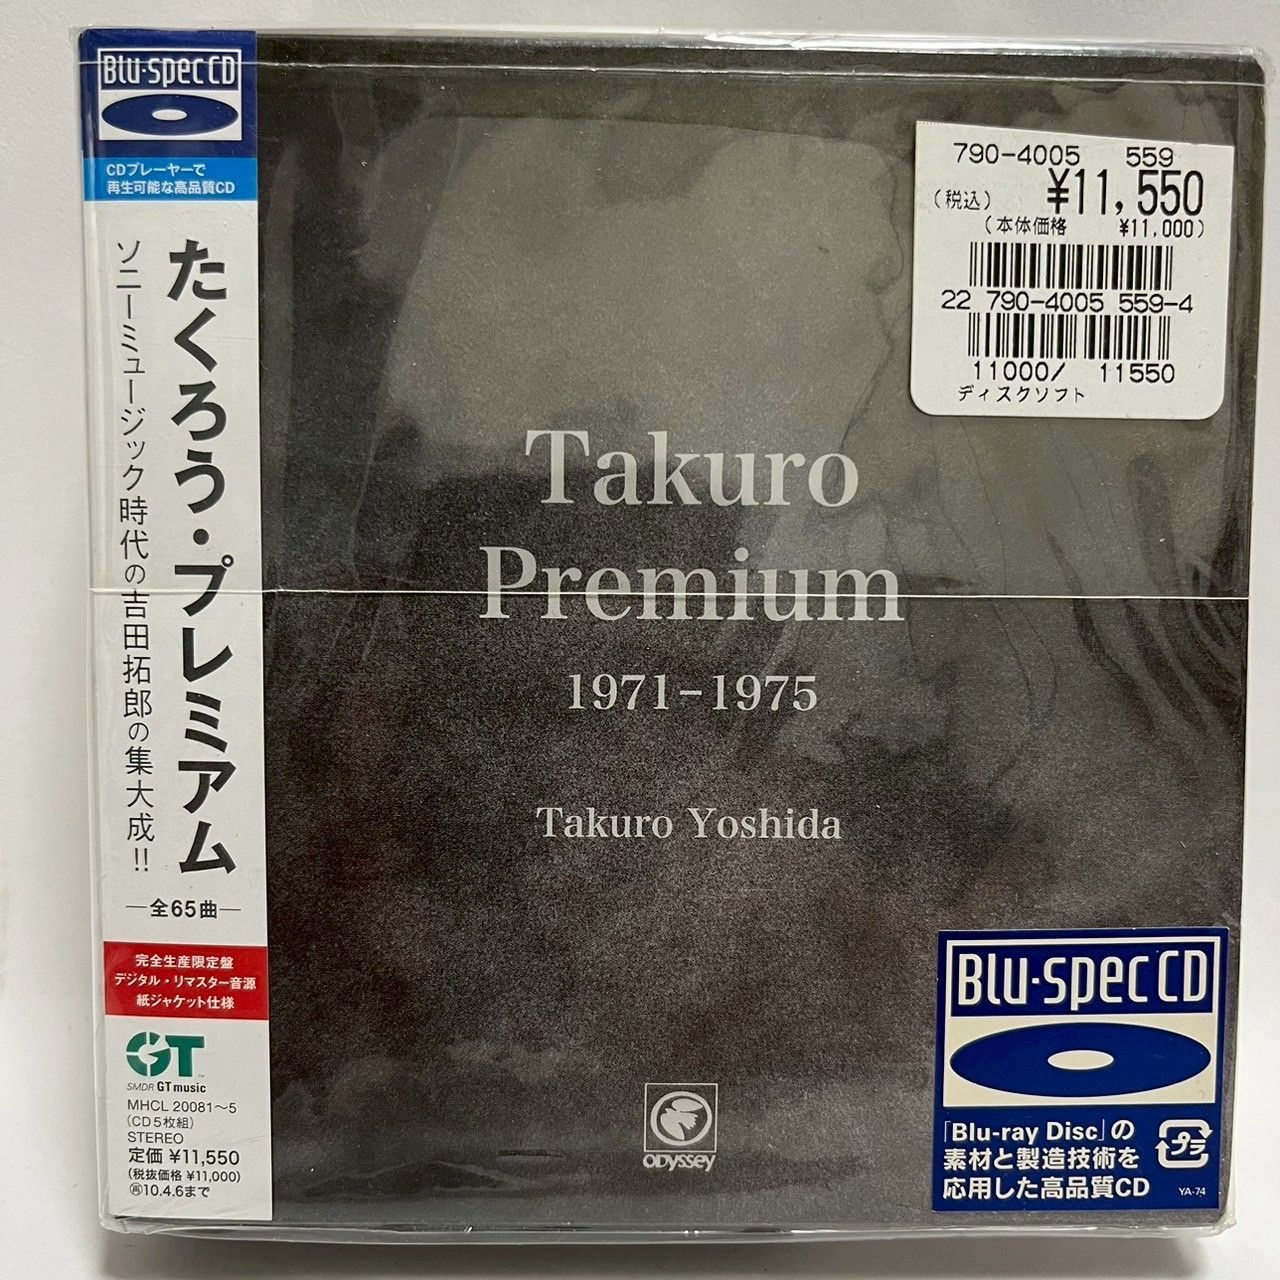 Blu-spec CD
CDプレーヤーで
再生可能な高品質CD
たくろう・プレミアム
ソニーミュージック時代の吉田拓郎の集大成!!
—全65曲—
完全生産限定盤
デジタル・リマスター音源
紙ジャケット仕様
GT
SMDR GT music
MHCL 20081〜5
(CD5枚組)
STEREO
定価 ¥11,550
(税抜価格 ¥11,000)
㊢10.4.6まで
790-4005 559
(税込) ¥11,550
(本体価格 ¥11,000)
22 790-4005 559-4
11000/ 11550
ディスクソフト
Takuro
Premium
1971-1975
Takuro Yoshida
ODYSSEY
Blu-spec CD
「Blu-ray Disc」の
素材と製造技術を
応用した高品質CD
プラ
YA-74